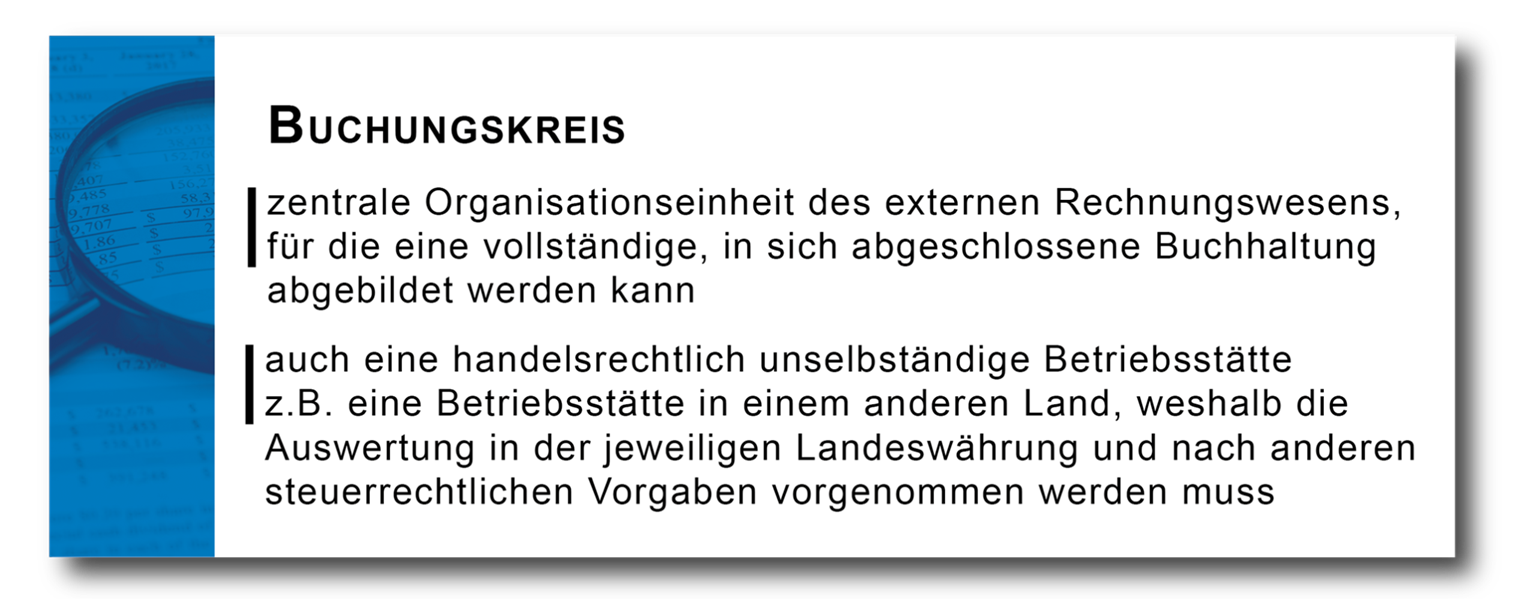 BUCHUNGSKREIS
zentrale Organisationseinheit des externen Rechnungswesens,
für die eine vollständige, in sich abgeschlossene Buchhaltung
abgebildet werden kann
auch eine handelsrechtlich unselbständige Betriebsstätte
z.B. eine Betriebsstätte in einem anderen Land, weshalb die
Auswertung in der jeweiligen Landeswährung und nach anderen
steuerrechtlichen Vorgaben vorgenommen werden muss